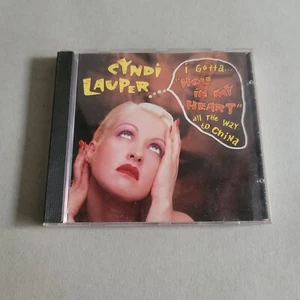 CYNDI
LAUPER
i Gotta...
"HOLE
IN MY
HEART"
all THE WAY
to CHINA